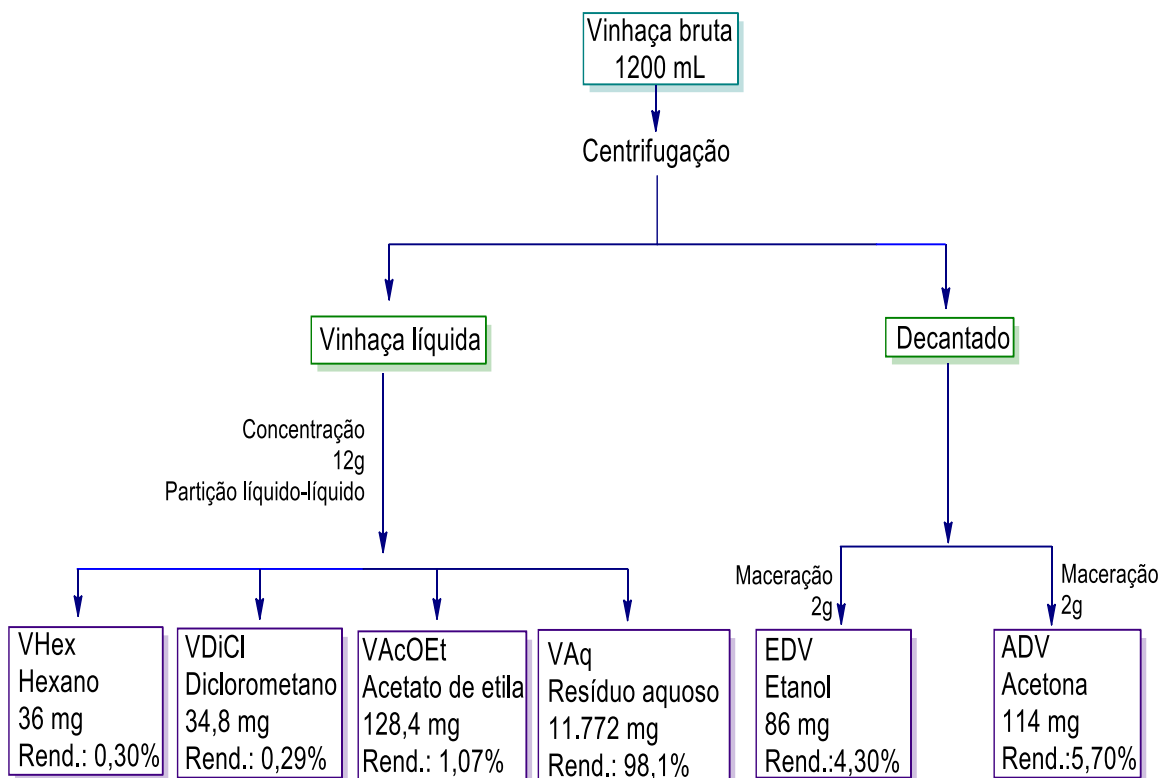 Vinhaça bruta
1200 mL
Centrifugação
Vinhaça líquida
Decantado
Concentração
12g
Partição líquido-líquido
Maceração
2g
Maceração
2g
VHex
Hexano
36 mg
Rend.: 0,30%
VDiCl
Diclorometano
34,8 mg
Rend.: 0,29%
VAcOEt
Acetato de etila
128,4 mg
Rend.: 1,07%
VAq
Resíduo aquoso
11.772 mg
Rend.: 98,1%
EDV
Etanol
86 mg
Rend.:4,30%
ADV
Acetona
114 mg
Rend.:5,70%